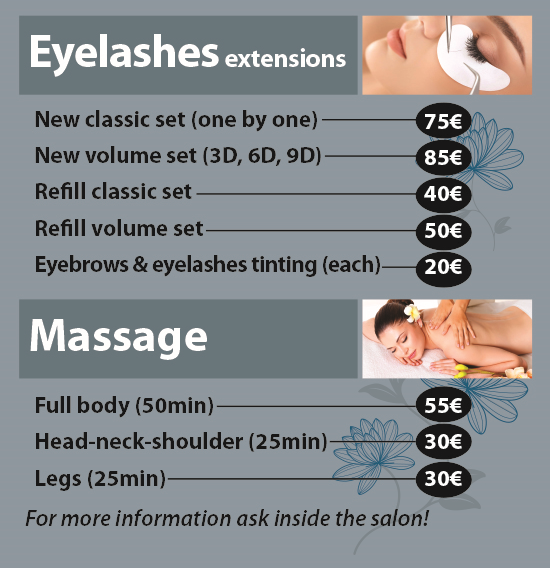 Eyelashes extensions
New classic set (one by one) 75€
New volume set (3D, 6D, 9D) 85€
Refill classic set 40€
Refill volume set 50€
Eyebrows & eyelashes tinting (each) 20€
Massage
Full body (50min) 55€
Head-neck-shoulder (25min) 30€
Legs (25min) 30€
For more information ask inside the salon!